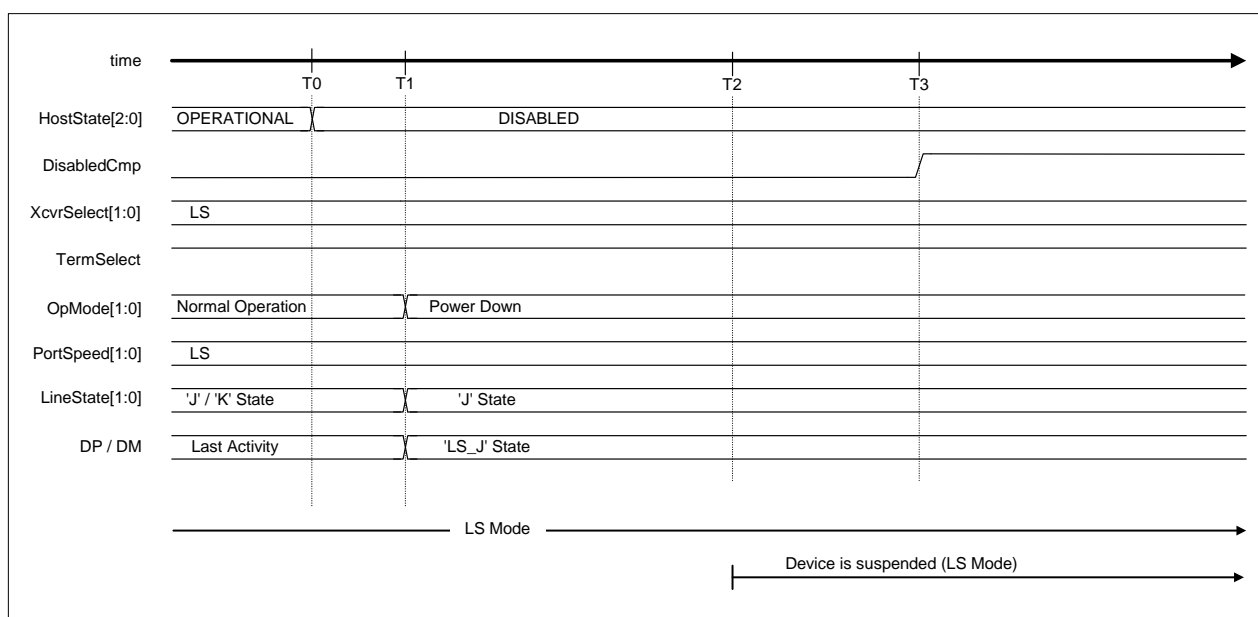 time
T0 T1 T2 T3
HostState[2:0] OPERATIONAL DISABLED
DisabledCmp
XcvrSelect[1:0] LS
TermSelect
OpMode[1:0] Normal Operation Power Down
PortSpeed[1:0] LS
LineState[1:0] 'J' / 'K' State 'J' State
DP / DM Last Activity 'LS_J' State
LS Mode
Device is suspended (LS Mode)